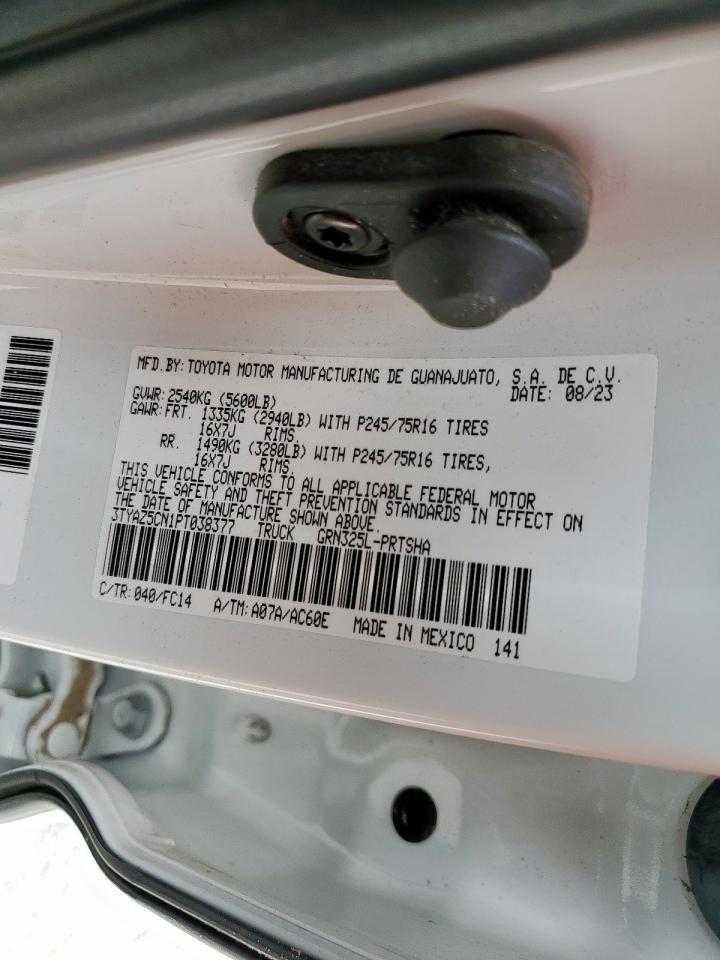 MFD.BY: TOYOTA MOTOR MANUFACTURING DE GUANAJUATO, S.A. DE C.V.
DATE: 08/23
GVWR: 2540KG (5600LB)
GAWR: FRT. 1335KG (2940LB) WITH P245/75R16 TIRES
16X7J RIMS
RR. 1490KG (3280LB) WITH P245/75R16 TIRES,
16X7J RIMS.
THIS VEHICLE CONFORMS TO ALL APPLICABLE FEDERAL MOTOR
VEHICLE SAFETY AND THEFT PREVENTION STANDARDS IN EFFECT ON
THE DATE OF MANUFACTURE SHOWN ABOVE.
3TYAZ5CN1PT038377 TRUCK GRN325L-PRTSHA
C/TR: 040/FC14 A/TM: A07A/AC60E MADE IN MEXICO 141